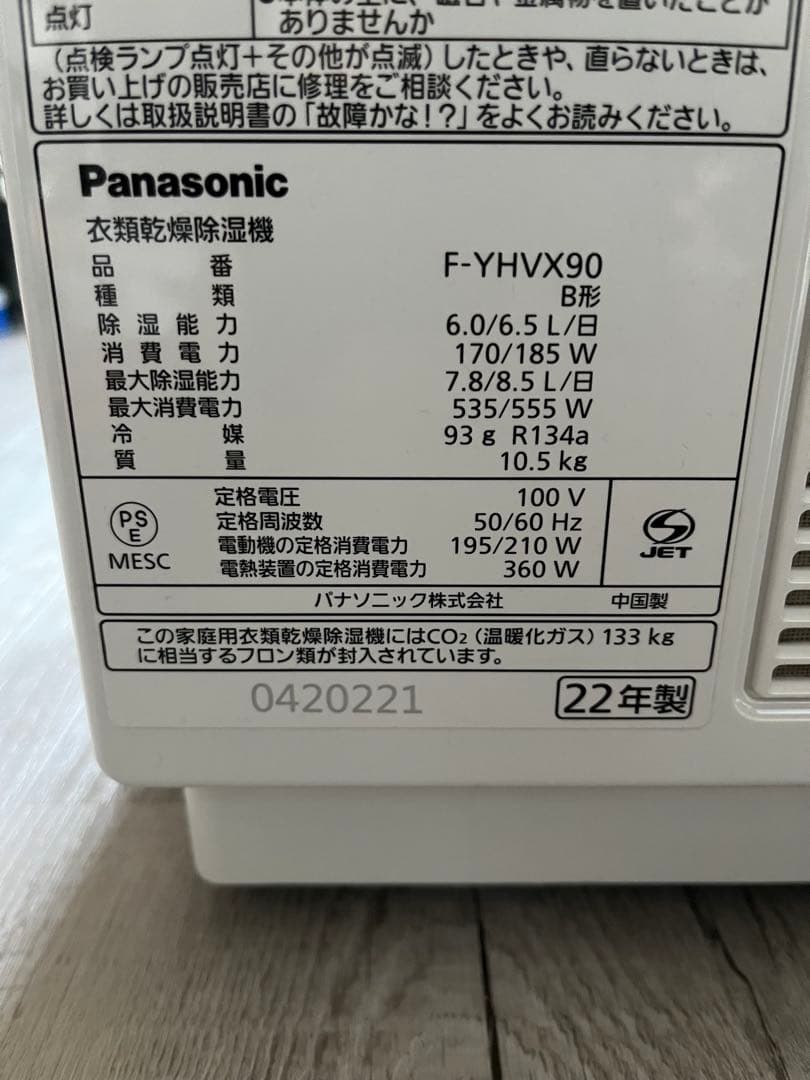 点灯
ありませんか
(点検ランプ点灯+その他が点滅)したときや、直らないときは、
お買い上げの販売店に修理をご相談ください。
詳しくは取扱説明書の「故障かな!?」をよくお読みください。
Panasonic
衣類乾燥除湿機
品番 F-YHVX90
種類 B形
除湿能力 6.0/6.5 L/日
消費電力 170/185 W
最大除湿能力 7.8/8.5 L/日
最大消費電力 535/555 W
冷媒 93 g R134a
質量 10.5 kg
PS
E
MESC
定格電圧 100 V
定格周波数 50/60 Hz
電動機の定格消費電力 195/210 W
電熱装置の定格消費電力 360 W
JET
パナソニック株式会社 中国製
この家庭用衣類乾燥除湿機にはCO₂(温暖化ガス)133 kg
に相当するフロン類が封入されています。
0420221 22年製